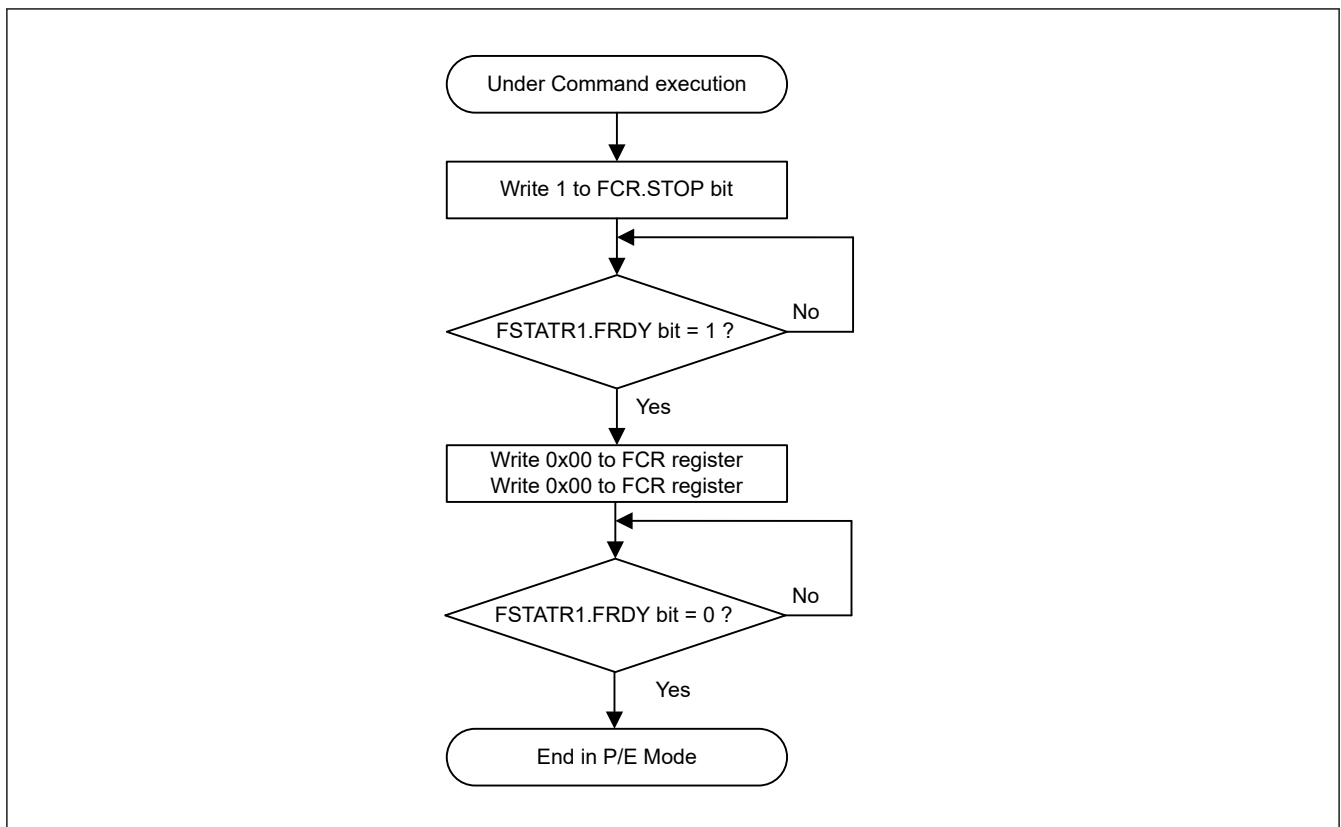 Under Command execution
Write 1 to FCR.STOP bit
FSTATR1.FRDY bit = 1 ?
No
Yes
Write 0x00 to FCR register
Write 0x00 to FCR register
FSTATR1.FRDY bit = 0 ?
No
Yes
End in P/E Mode